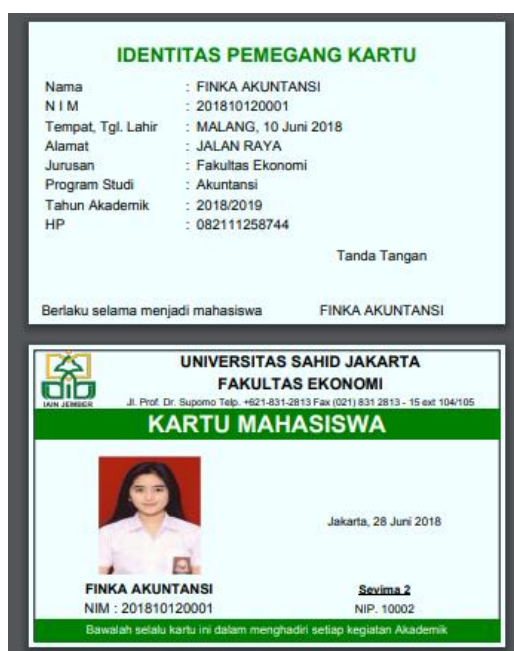 IDENTITAS PEMEGANG KARTU
Nama : FINKA AKUNTANSI
N I M : 201810120001
Tempat, Tgl. Lahir : MALANG, 10 Juni 2018
Alamat : JALAN RAYA
Jurusan : Fakultas Ekonomi
Program Studi : Akuntansi
Tahun Akademik : 2018/2019
HP : 082111258744
Tanda Tangan
Berlaku selama menjadi mahasiswa FINKA AKUNTANSI
IAIN JEMBER
UNIVERSITAS SAHID JAKARTA
FAKULTAS EKONOMI
Jl. Prof. Dr. Supomo Telp. +621-831-2813 Fax (021) 831 2813 - 15 ext 104/105
KARTU MAHASISWA
Jakarta, 28 Juni 2018
FINKA AKUNTANSI Sevima 2
NIM : 201810120001 NIP. 10002
Bawalah selalu kartu ini dalam menghadiri setiap kegiatan Akademik